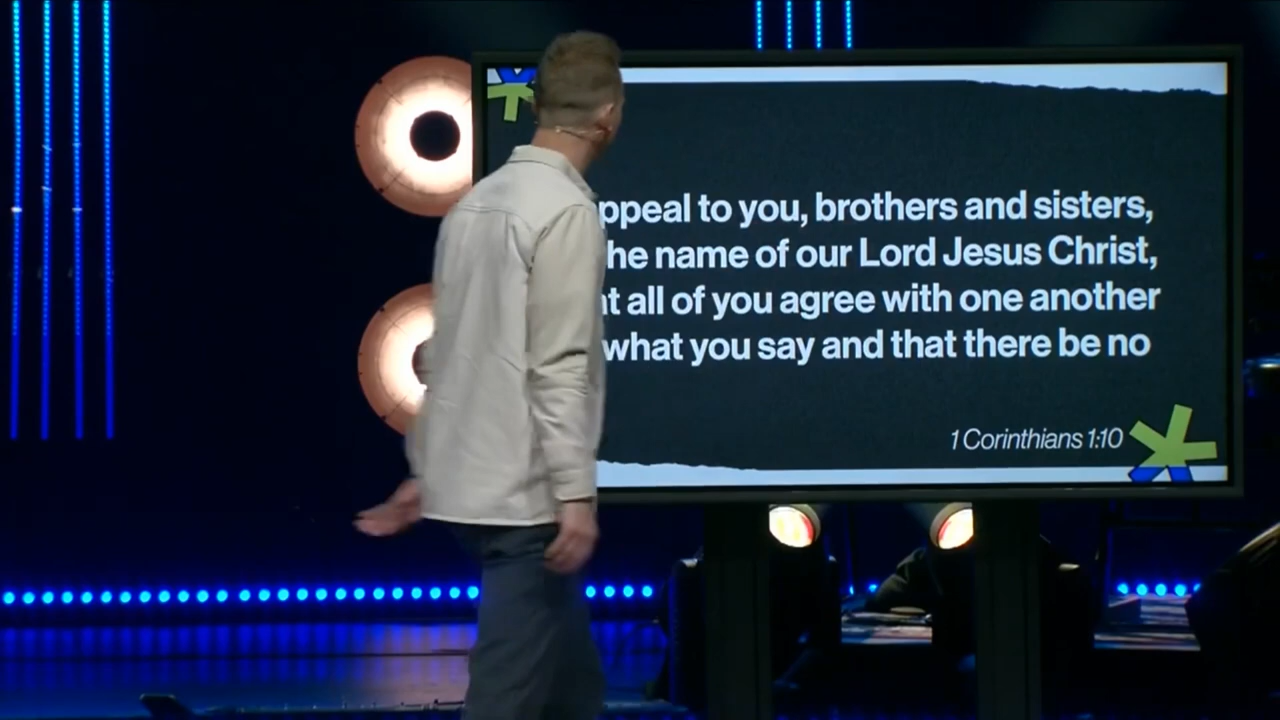 ppeal to you, brothers and sisters,
he name of our Lord Jesus Christ,
all of you agree with one another
what you say and that there be no
1 Corinthians 1:10